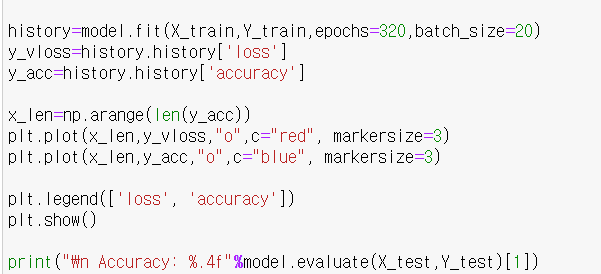 history=model.fit(X_train,Y_train,epochs=320,batch_size=20)
y_vloss=history.history['loss']
y_acc=history.history['accuracy']
x_len=np.arange(len(y_acc))
plt.plot(x_len,y_vloss,"o",c="red", markersize=3)
plt.plot(x_len,y_acc,"o",c="blue", markersize=3)
plt.legend(['loss', 'accuracy'])
plt.show()
print("₩n Accuracy: %.4f"%model.evaluate(X_test,Y_test)[1])